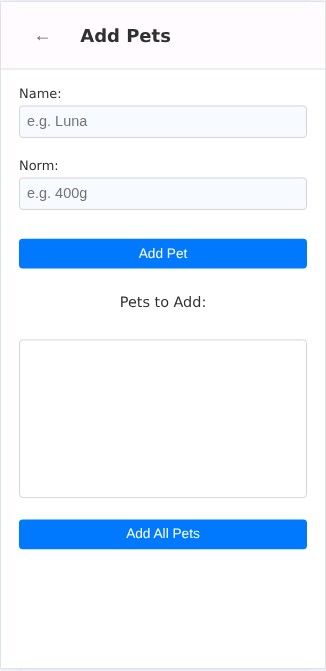 ← Add Pets
Name:
e.g. Luna
Norm:
e.g. 400g
Add Pet
Pets to Add:
Add All Pets